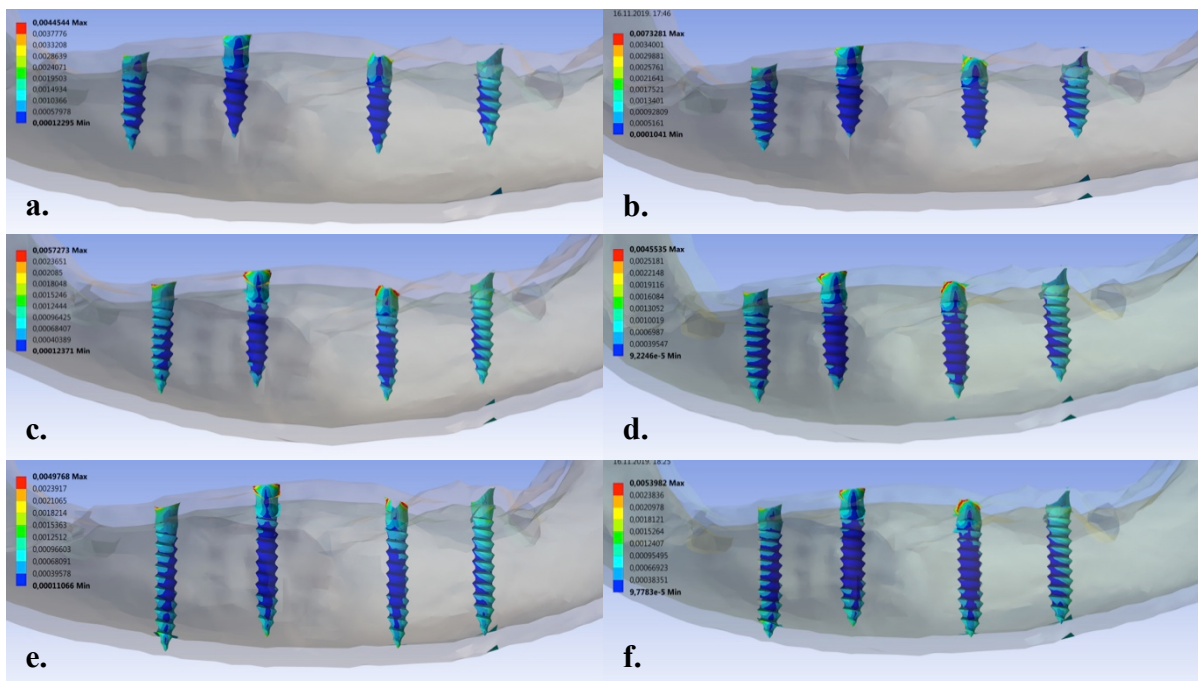 0,0044544 Max
0,0037776
0,0033208
0,0028639
0,0024071
0,0019503
0,0014934
0,0010366
0,00057978
0,00012295 Min
a.
16.11.2019. 17:46
0,0073281 Max
0,0034001
0,0029881
0,0025761
0,0021641
0,0017521
0,0013401
0,00092809
0,0005161
0,0001041 Min
b.
0,0057273 Max
0,0023651
0,002085
0,0018048
0,0015246
0,0012444
0,00096425
0,00068407
0,00040389
0,00012371 Min
c.
0,0045535 Max
0,0025181
0,0022148
0,0019116
0,0016084
0,0013052
0,0010019
0,0006987
0,00039547
9,2246e-5 Min
d.
0,0049768 Max
0,0023917
0,0021065
0,0018214
0,0015363
0,0012512
0,00096603
0,00068091
0,00039578
0,00011066 Min
e.
16.11.2019 18:25
0,0053982 Max
0,0023836
0,0020978
0,0018121
0,0015264
0,0012407
0,00095495
0,00066923
0,00038351
9,7783e-5 Min
f.